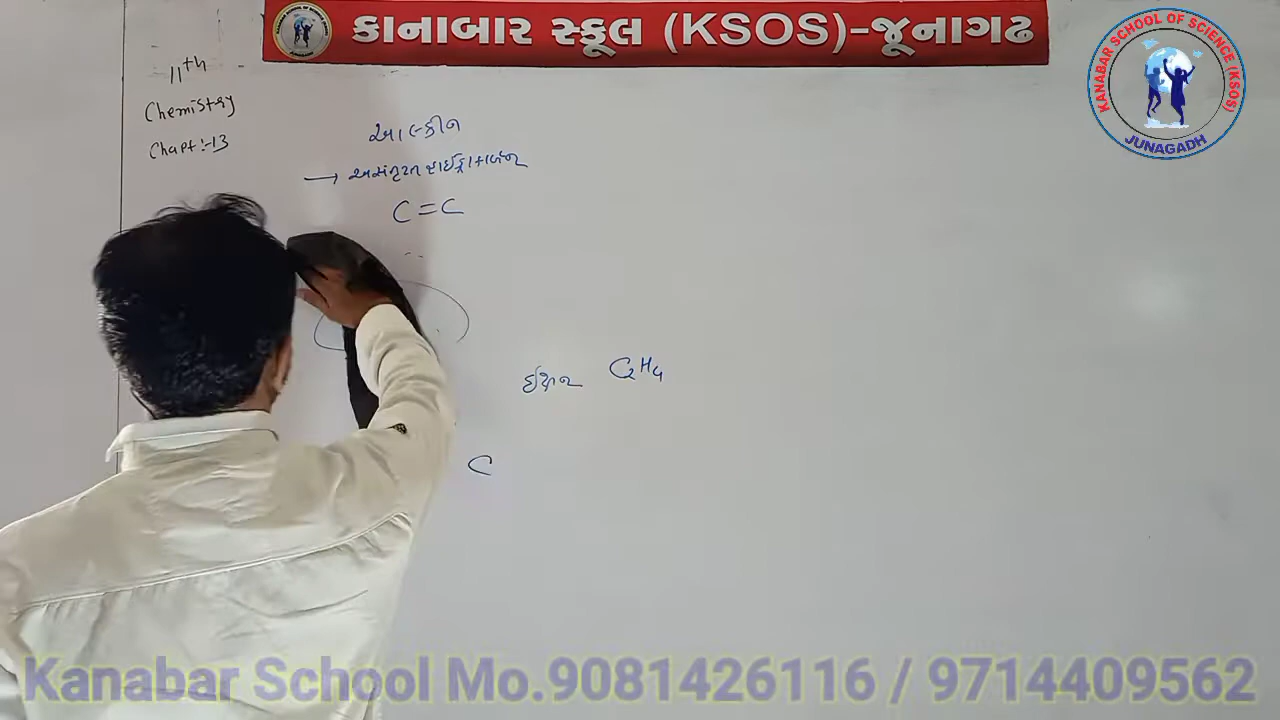 કાનાબાર સ્કૂલ (KSOS)-જૂનાગઢ
KANABAR SCHOOL OF SCIENCE (KSOS)
JUNAGADH
11th
Chemistry
Chapt:-13
આલ્કીન
→ અસંતૃપ્ત હાઈડ્રોકાર્બન
C=C
ઈથીન C2H4
C
Kanabar School Mo.9081426116 / 9714409562